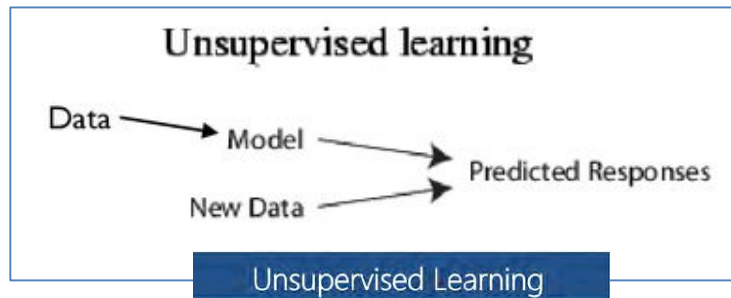 Unsupervised learning
Data
Model
Predicted Responses
New Data
Unsupervised Learning